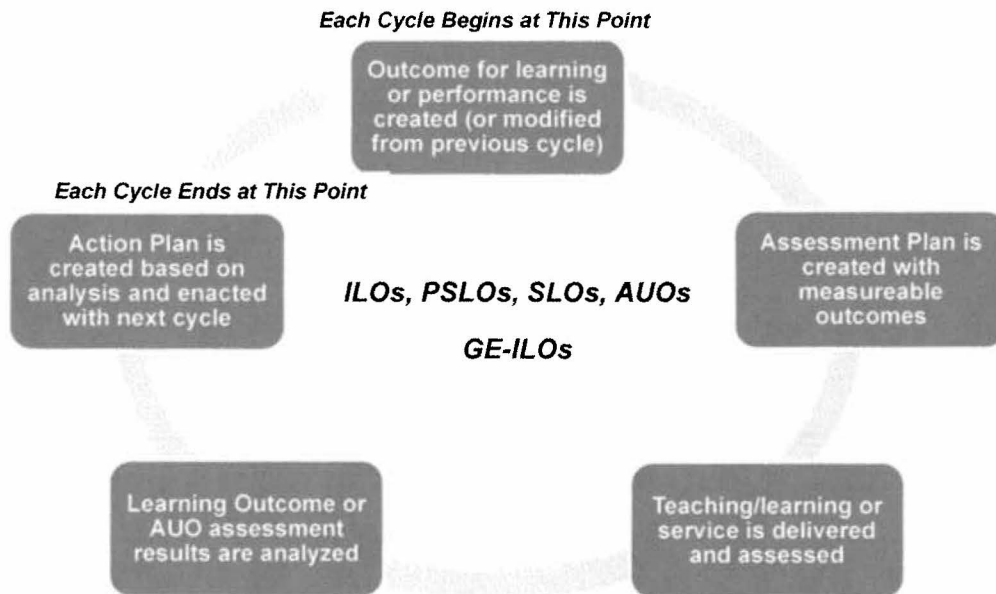 Each Cycle Begins at This Point
Outcome for learning
or performance is
created (or modified
from previous cycle)
Each Cycle Ends at This Point
Action Plan is
created based on
analysis and enacted
with next cycle
Assessment Plan is
created with
measureable
outcomes
ILOs, PSLOs, SLOs, AUOs
GE-ILOs
Learning Outcome or
AUO assessment
results are analyzed
Teaching/learning or
service is delivered
and assessed